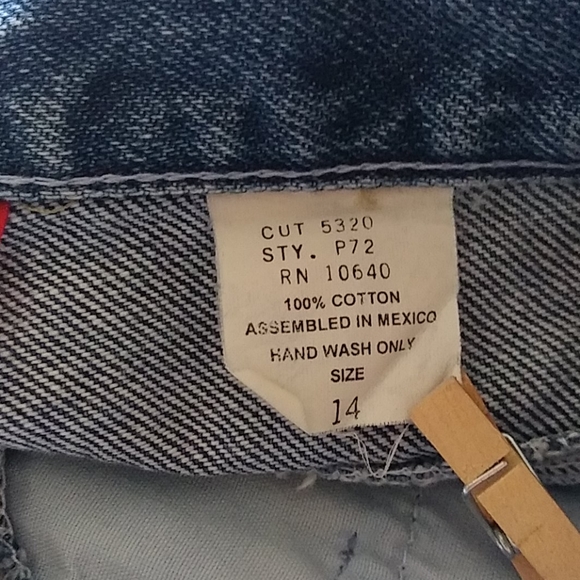 CUT 5320
STY. P72
RN 10640
100% COTTON
ASSEMBLED IN MEXICO
HAND WASH ONLY
SIZE
14